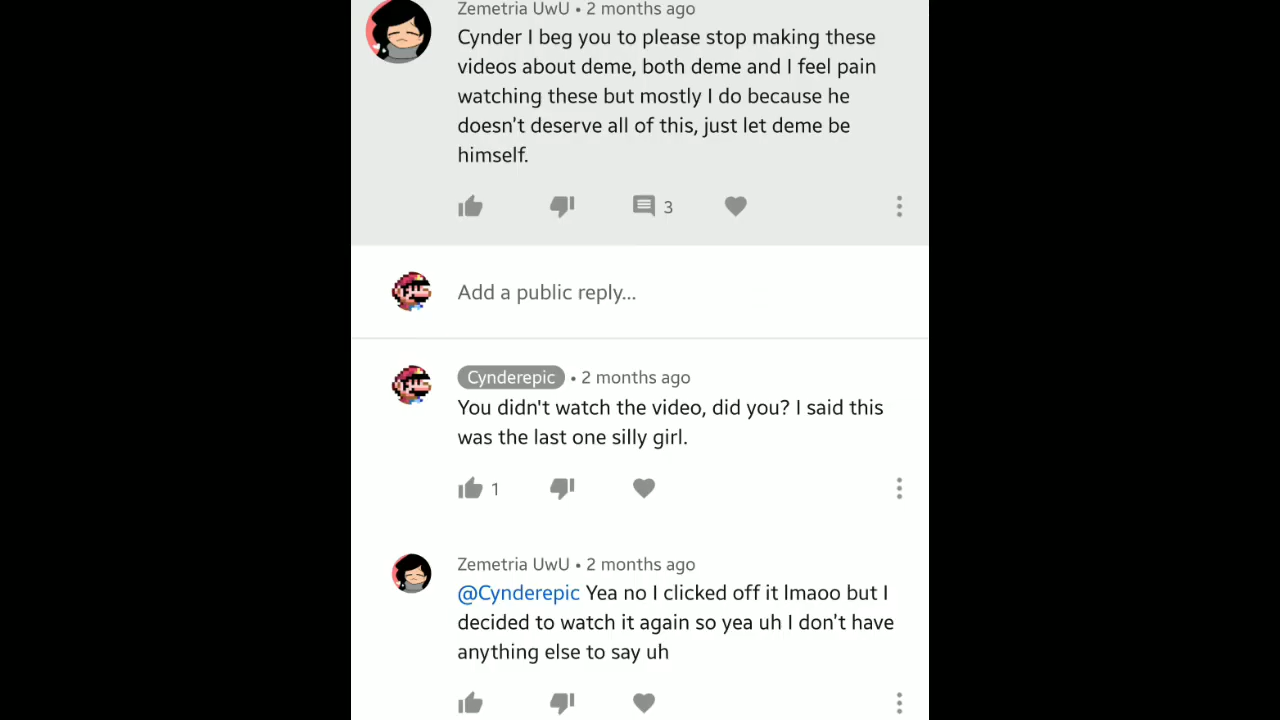 Zemetria UwU • 2 months ago
Cynder I beg you to please stop making these
videos about deme, both deme and I feel pain
watching these but mostly I do because he
doesn't deserve all of this, just let deme be
himself.
3
Add a public reply...
Cynderepic • 2 months ago
You didn't watch the video, did you? I said this
was the last one silly girl.
1
Zemetria UwU • 2 months ago
@Cynderepic Yea no I clicked off it lmaoo but I
decided to watch it again so yea uh I don't have
anything else to say uh